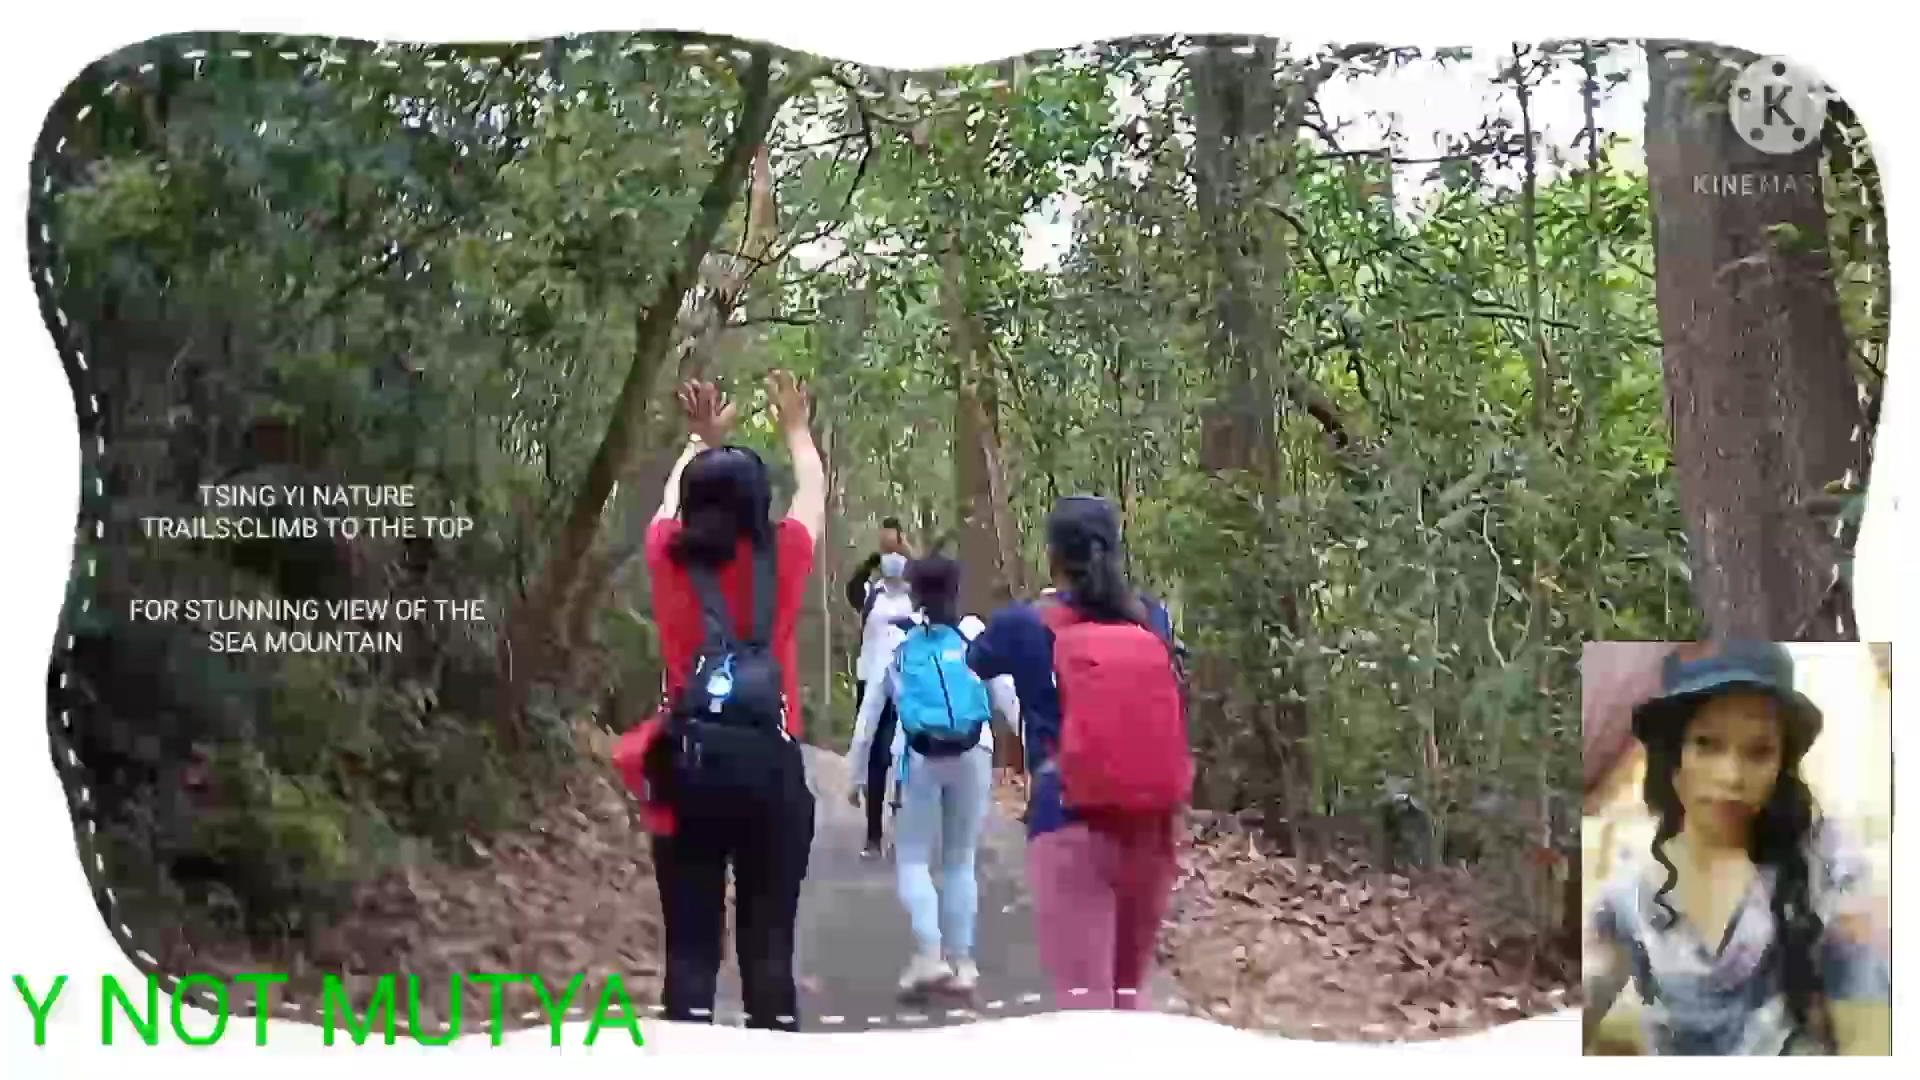 K
KINEMASTER
TSING YI NATURE
TRAILS:CLIMB TO THE TOP
FOR STUNNING VIEW OF THE
SEA MOUNTAIN
Y NOT MUTYA